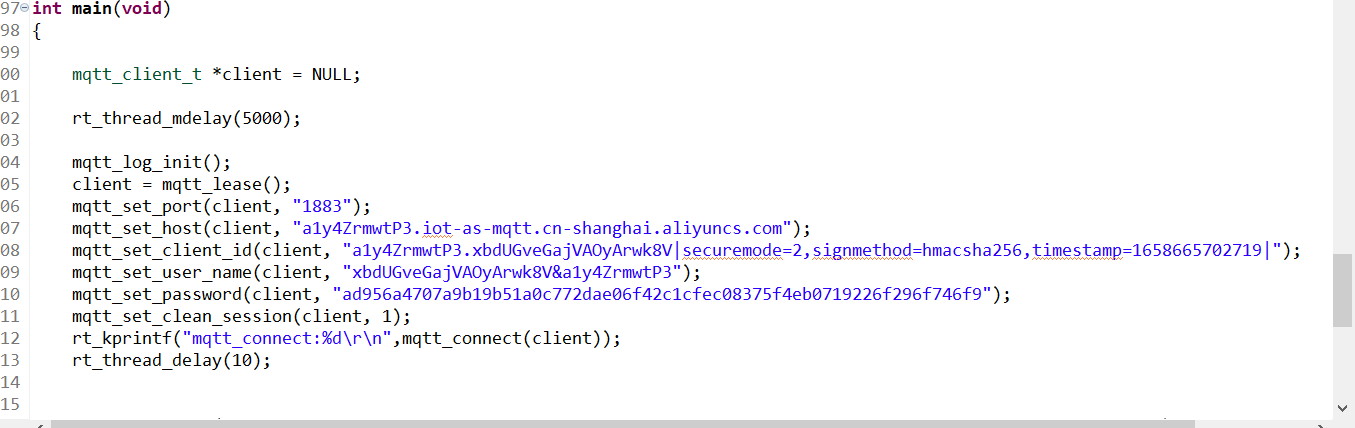 97 int main(void)
98 {
99
00 mqtt_client_t *client = NULL;
01
02 rt_thread_mdelay(5000);
03
04 mqtt_log_init();
05 client = mqtt_lease();
06 mqtt_set_port(client, "1883");
07 mqtt_set_host(client, "a1y4ZrmwtP3.iot-as-mqtt.cn-shanghai.aliyuncs.com");
08 mqtt_set_client_id(client, "a1y4ZrmwtP3.xbdUGveGajVAOyArwk8V|securemode=2,signmethod=hmacsha256,timestamp=1658665702719|");
09 mqtt_set_user_name(client, "xbdUGveGajVAOyArwk8V&a1y4ZrmwtP3");
10 mqtt_set_password(client, "ad956a4707a9b19b51a0c772dae06f42c1cfec08375f4eb0719226f296f746f9");
11 mqtt_set_clean_session(client, 1);
12 rt_kprintf("mqtt_connect:%d\r\n",mqtt_connect(client));
13 rt_thread_delay(10);
14
15